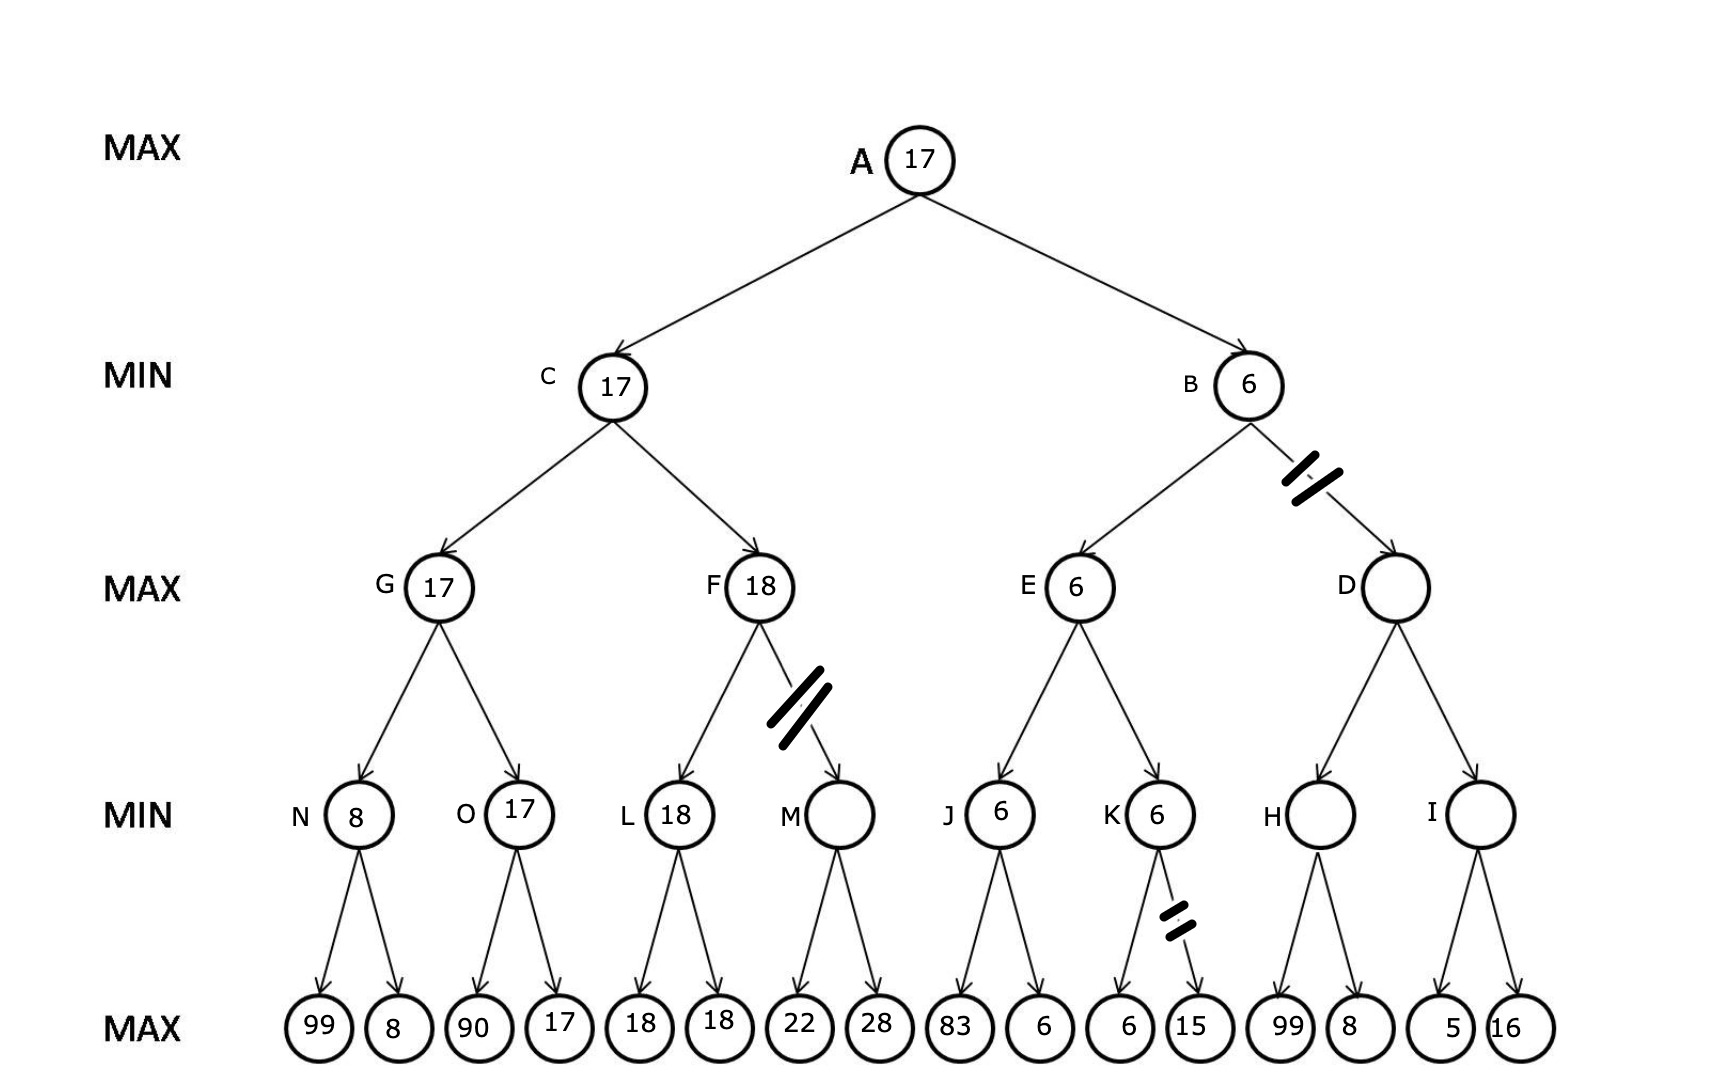 MAX A 17
MIN C 17 B 6
MAX G 17 F 18 E 6 D
MIN N 8 O 17 L 18 M J 6 K 6 H I
MAX 99 8 90 17 18 18 22 28 83 6 6 15 99 8 5 16